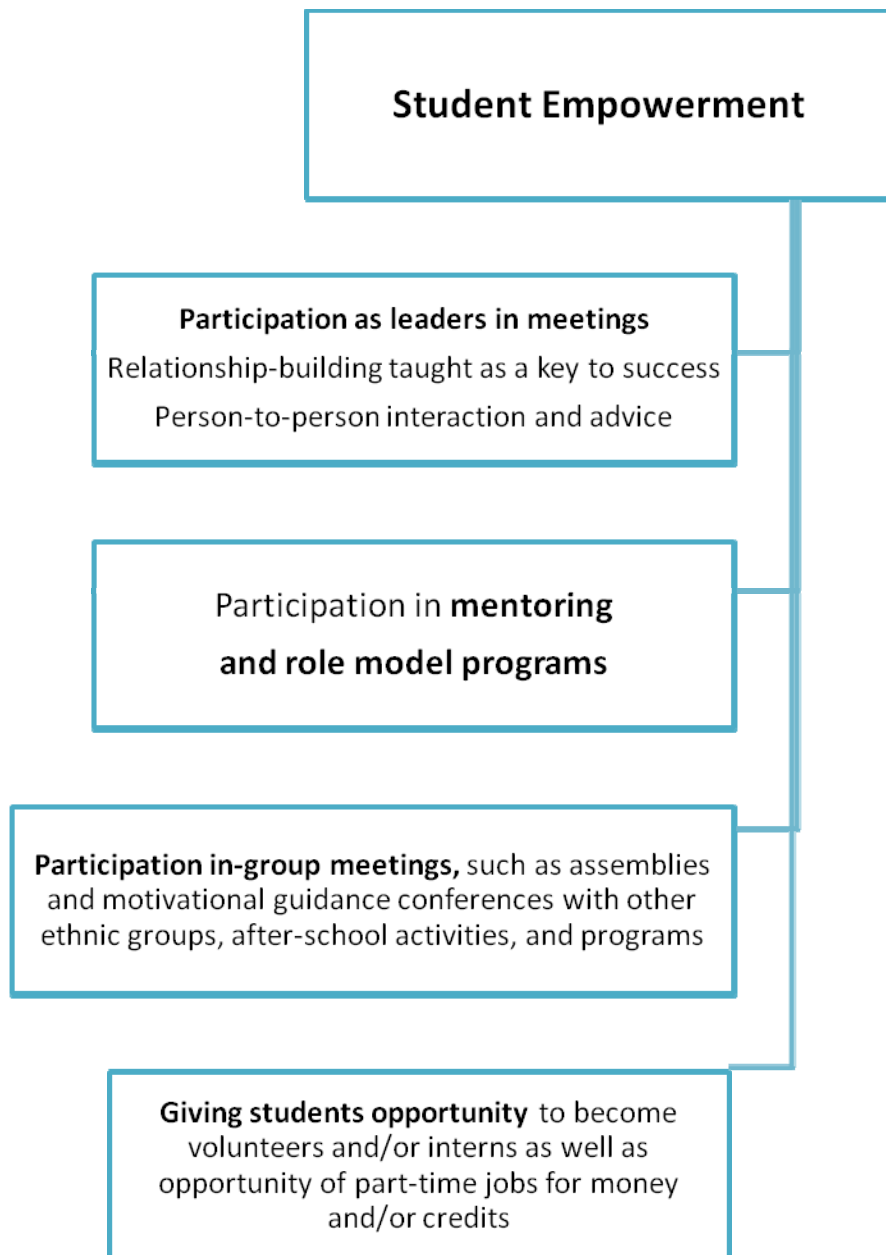 Student Empowerment
Participation as leaders in meetings
Relationship-building taught as a key to success
Person-to-person interaction and advice
Participation in mentoring
and role model programs
Participation in-group meetings, such as assemblies
and motivational guidance conferences with other
ethnic groups, after-school activities, and programs
Giving students opportunity to become
volunteers and/or interns as well as
opportunity of part-time jobs for money
and/or credits